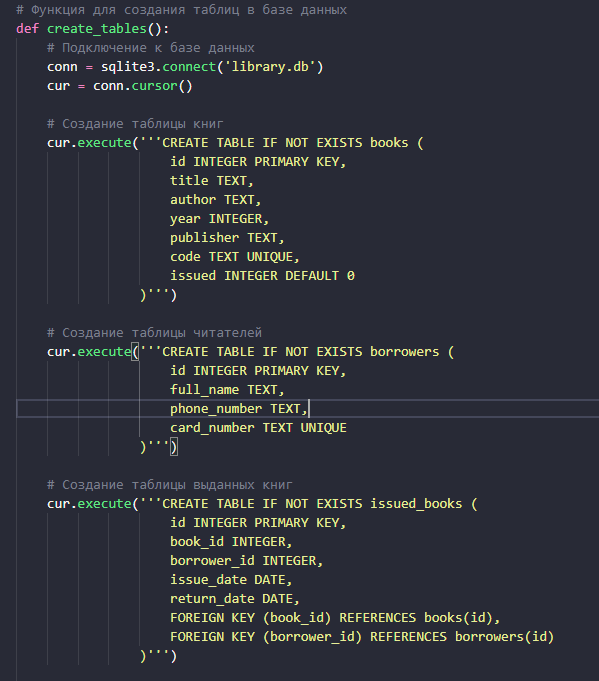 # Функция для создания таблиц в базе данных
def create_tables():
# Подключение к базе данных
conn = sqlite3.connect('library.db')
cur = conn.cursor()
# Создание таблицы книг
cur.execute('''CREATE TABLE IF NOT EXISTS books (
id INTEGER PRIMARY KEY,
title TEXT,
author TEXT,
year INTEGER,
publisher TEXT,
code TEXT UNIQUE,
issued INTEGER DEFAULT 0
)''')
# Создание таблицы читателей
cur.execute('''CREATE TABLE IF NOT EXISTS borrowers (
id INTEGER PRIMARY KEY,
full_name TEXT,
phone_number TEXT,
card_number TEXT UNIQUE
)''')
# Создание таблицы выданных книг
cur.execute('''CREATE TABLE IF NOT EXISTS issued_books (
id INTEGER PRIMARY KEY,
book_id INTEGER,
borrower_id INTEGER,
issue_date DATE,
return_date DATE,
FOREIGN KEY (book_id) REFERENCES books(id),
FOREIGN KEY (borrower_id) REFERENCES borrowers(id)
)''')